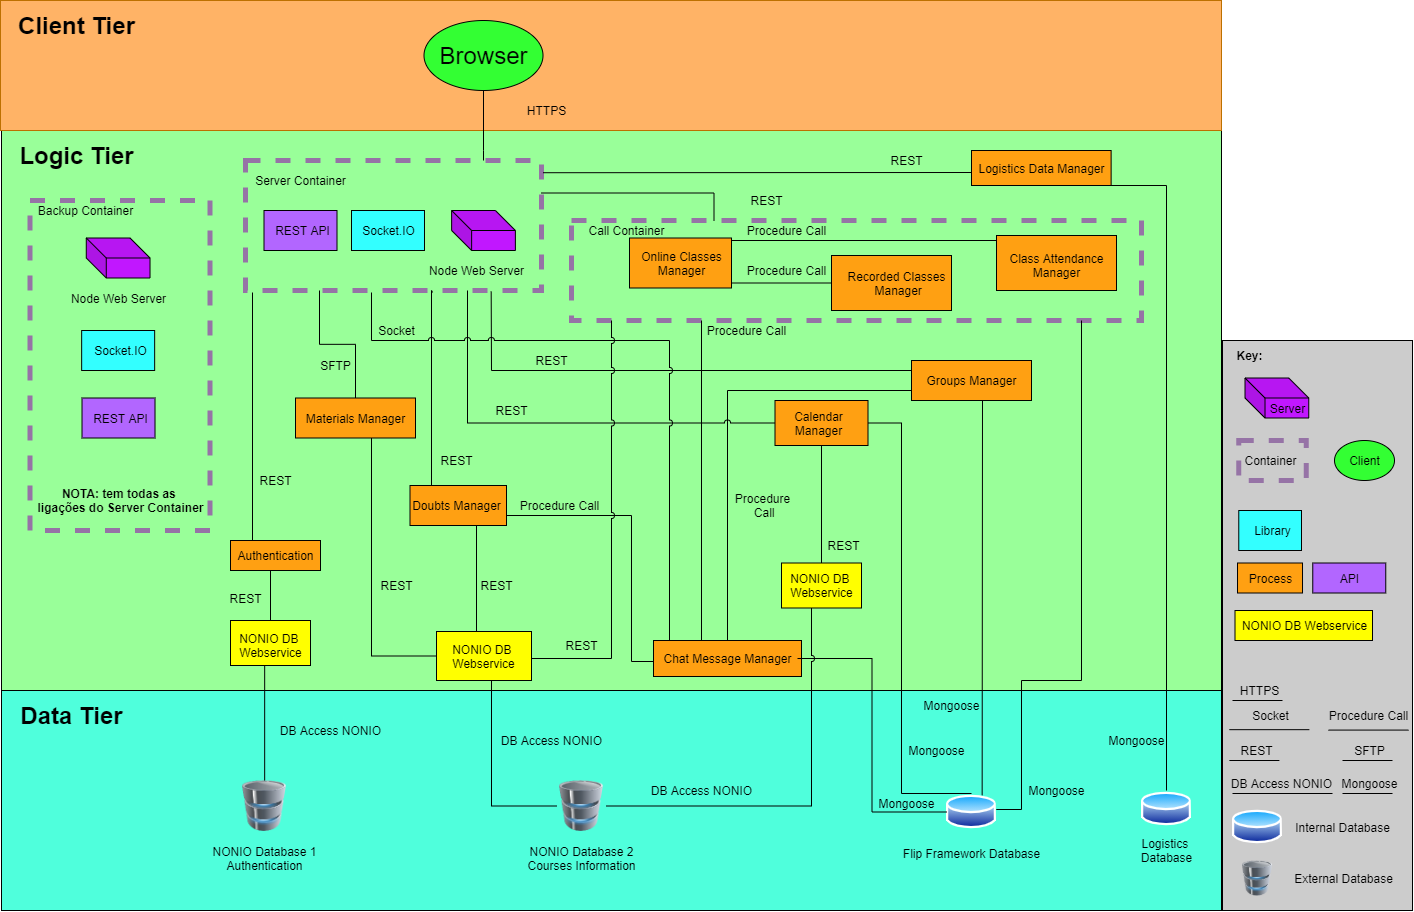 Client Tier
Browser
HTTPS
Logic Tier
Backup Container
Node Web Server
Socket.IO
REST API
NOTA: tem todas as
ligações do Server Container
Server Container
REST API
Socket.IO
Node Web Server
REST
Logistics Data Manager
REST
Call Container
Procedure Call
Online Classes
Manager
Procedure Call
Recorded Classes
Manager
Class Attendance
Manager
Socket
Procedure Call
SFTP
REST
Groups Manager
Materials Manager
REST
Calendar
Manager
REST
REST
Doubts Manager
Procedure Call
Procedure
Call
Authentication
REST
REST
REST
REST
NONIO DB
Webservice
NONIO DB
Webservice
NONIO DB
Webservice
REST
Chat Message Manager
Data Tier
DB Access NONIO
DB Access NONIO
DB Access NONIO
Mongoose
Mongoose
Mongoose
Mongoose
Mongoose
NONIO Database 1
Authentication
NONIO Database 2
Courses Information
Flip Framework Database
Logistics
Database
Key:
Server
Container
Client
Library
Process
API
NONIO DB Webservice
HTTPS
Socket
Procedure Call
REST
SFTP
DB Access NONIO
Mongoose
Internal Database
External Database